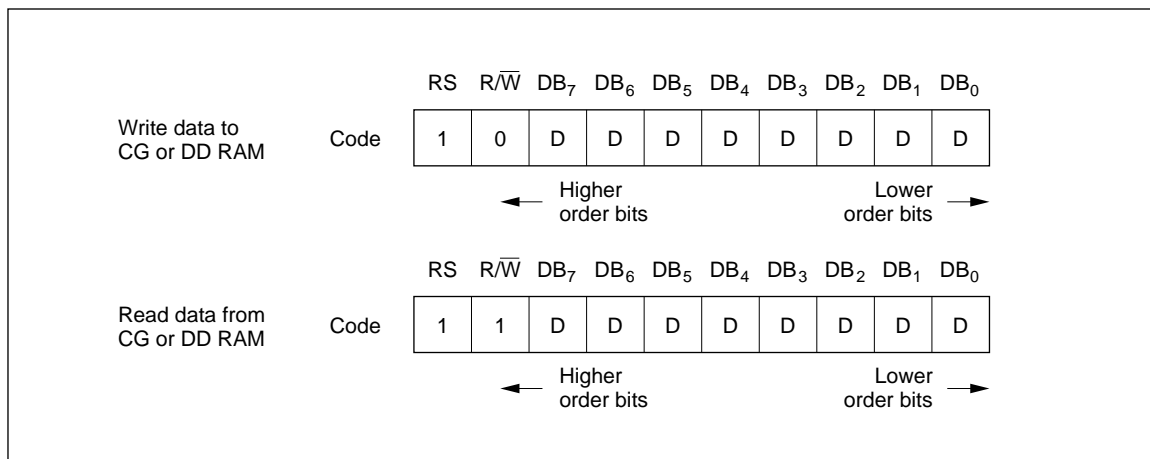 RS R/W̅ DB₇ DB₆ DB₅ DB₄ DB₃ DB₂ DB₁ DB₀
Write data to
CG or DD RAM
Code
1 0 D D D D D D D D
Higher
order bits
Lower
order bits
RS R/W̅ DB₇ DB₆ DB₅ DB₄ DB₃ DB₂ DB₁ DB₀
Read data from
CG or DD RAM
Code
1 1 D D D D D D D D
Higher
order bits
Lower
order bits